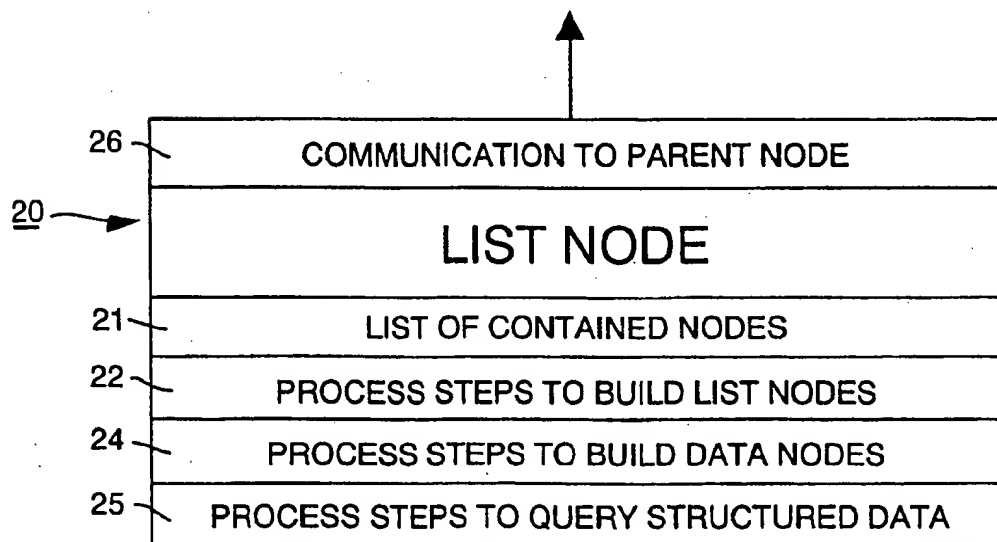 26 COMMUNICATION TO PARENT NODE
20 LIST NODE
21 LIST OF CONTAINED NODES
22 PROCESS STEPS TO BUILD LIST NODES
24 PROCESS STEPS TO BUILD DATA NODES
25 PROCESS STEPS TO QUERY STRUCTURED DATA